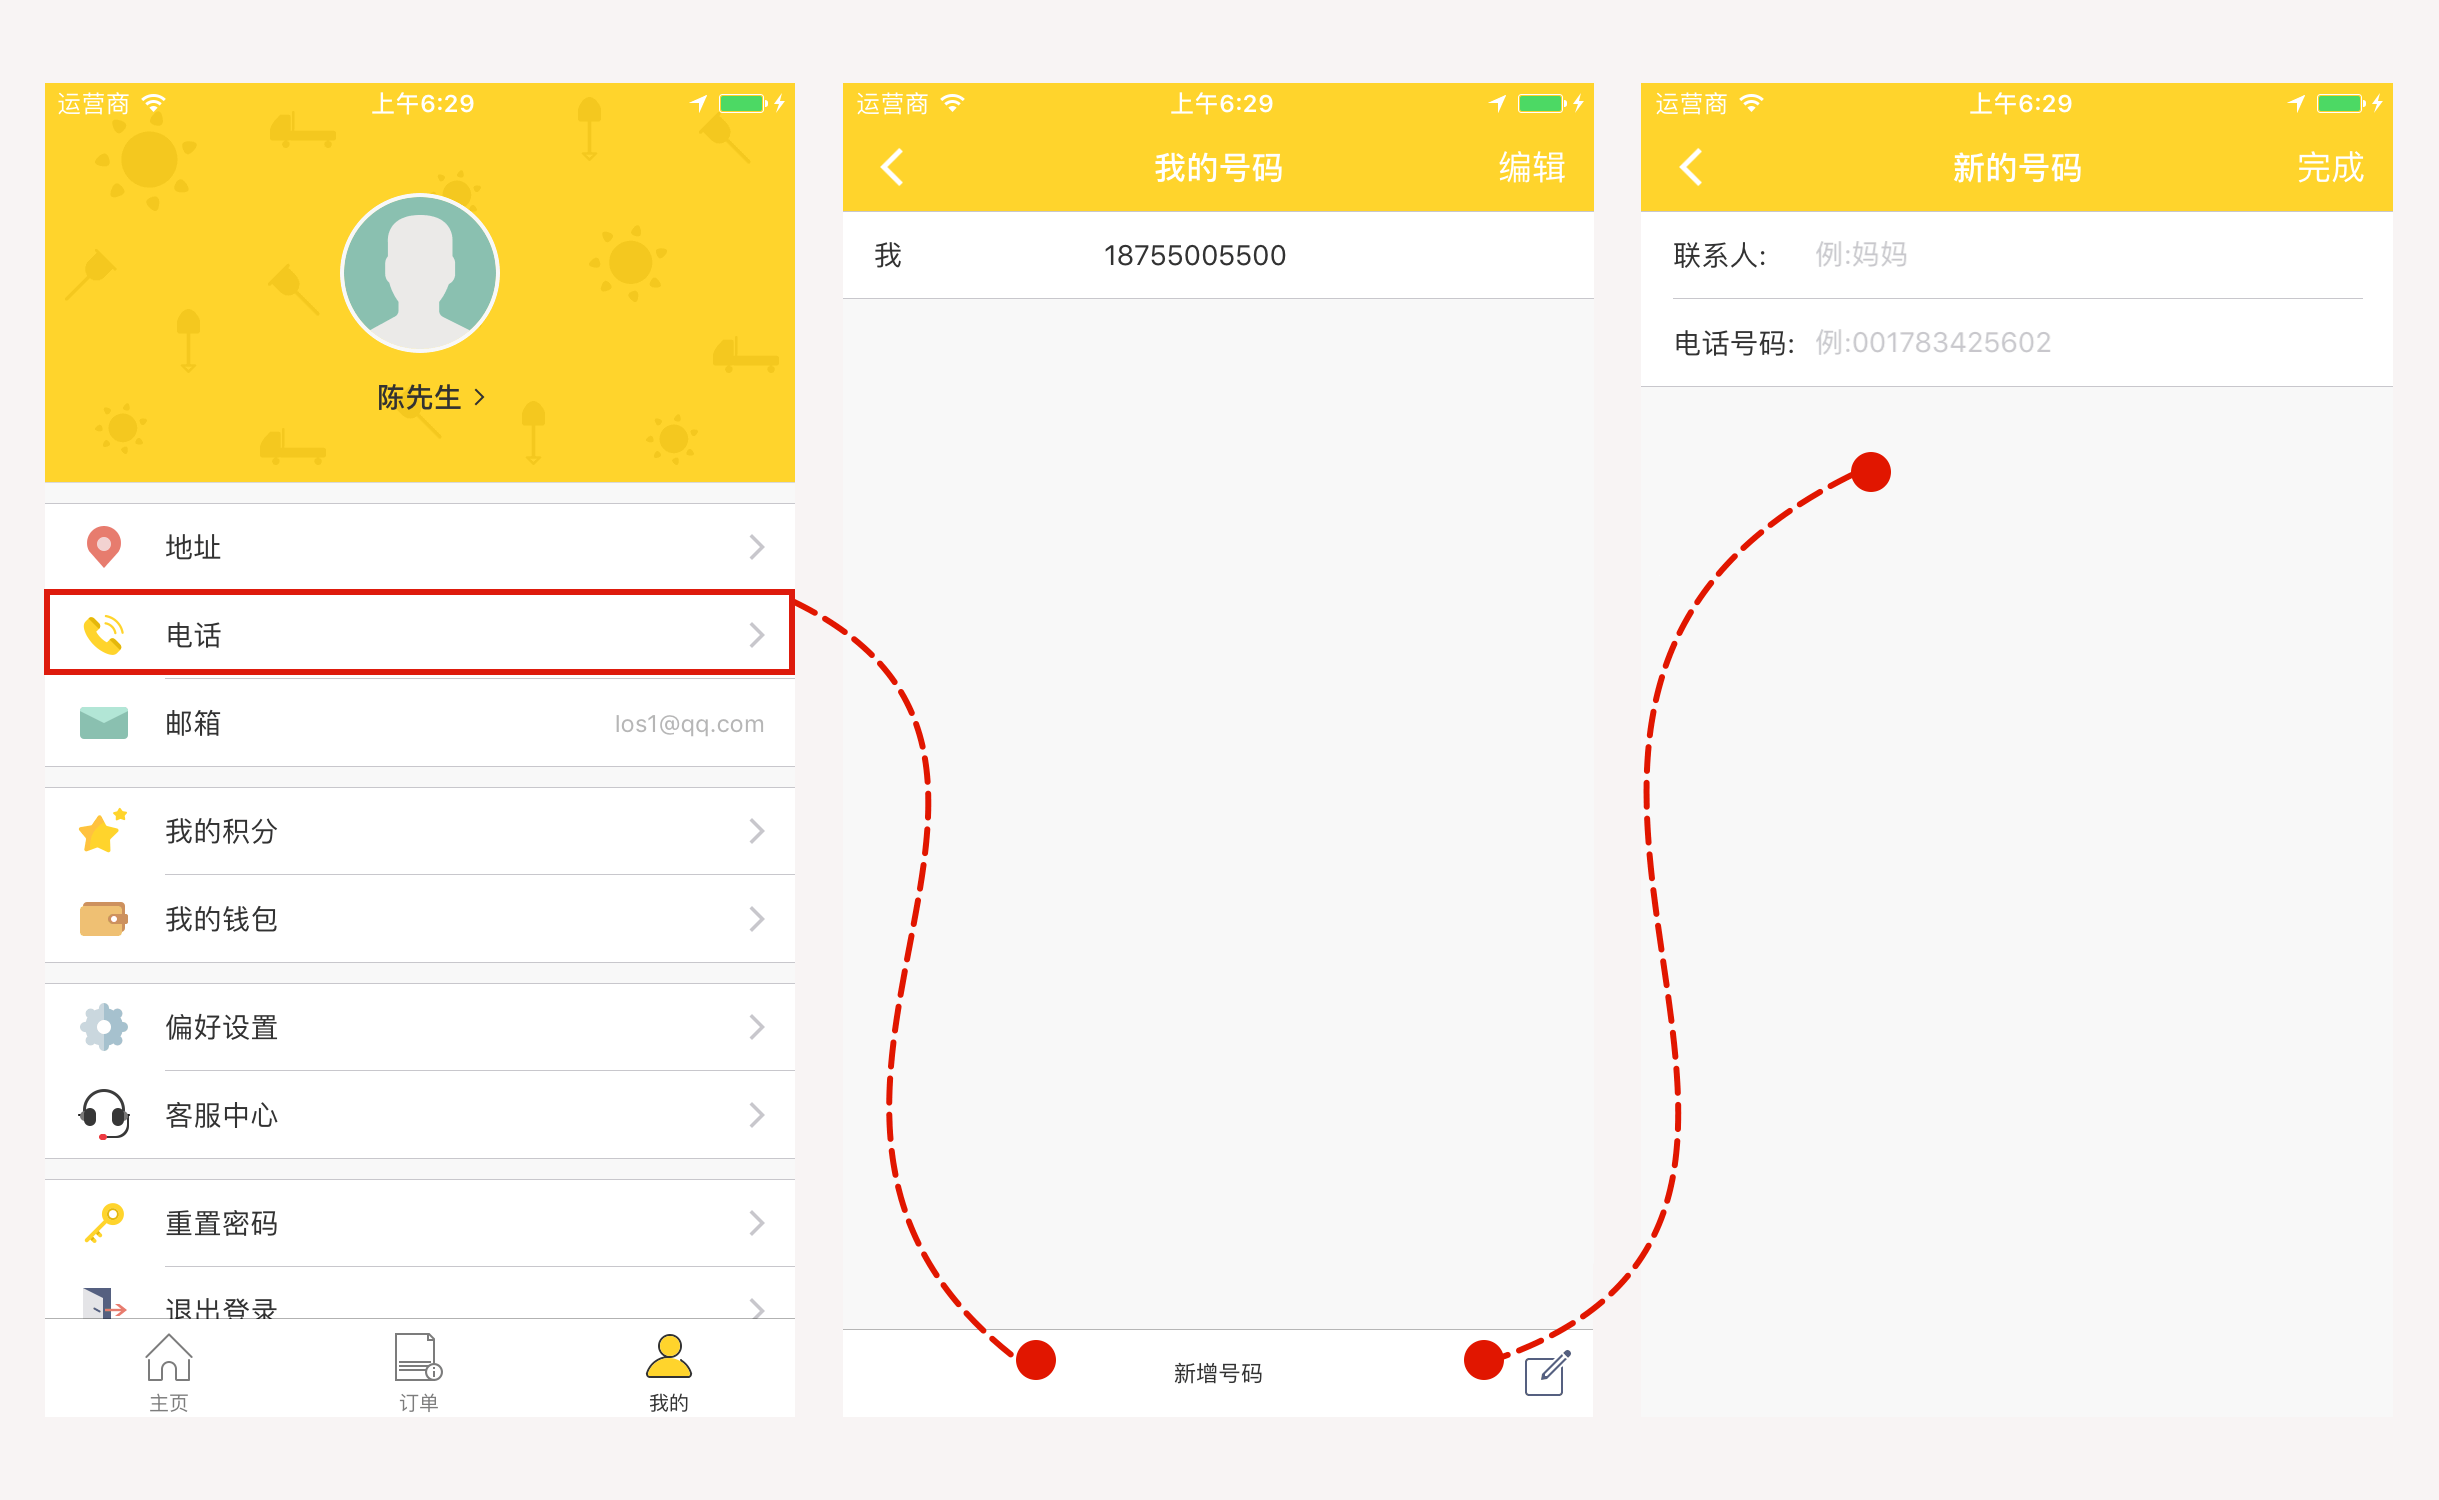 运营商 上午6:29
陈先生
地址
电话
邮箱 los1@qq.com
我的积分
我的钱包
偏好设置
客服中心
重置密码
退出登录
主页 订单 我的
运营商 上午6:29
我的号码 编辑
我 18755005500
新增号码
运营商 上午6:29
新的号码 完成
联系人: 例:妈妈
电话号码: 例:001783425602